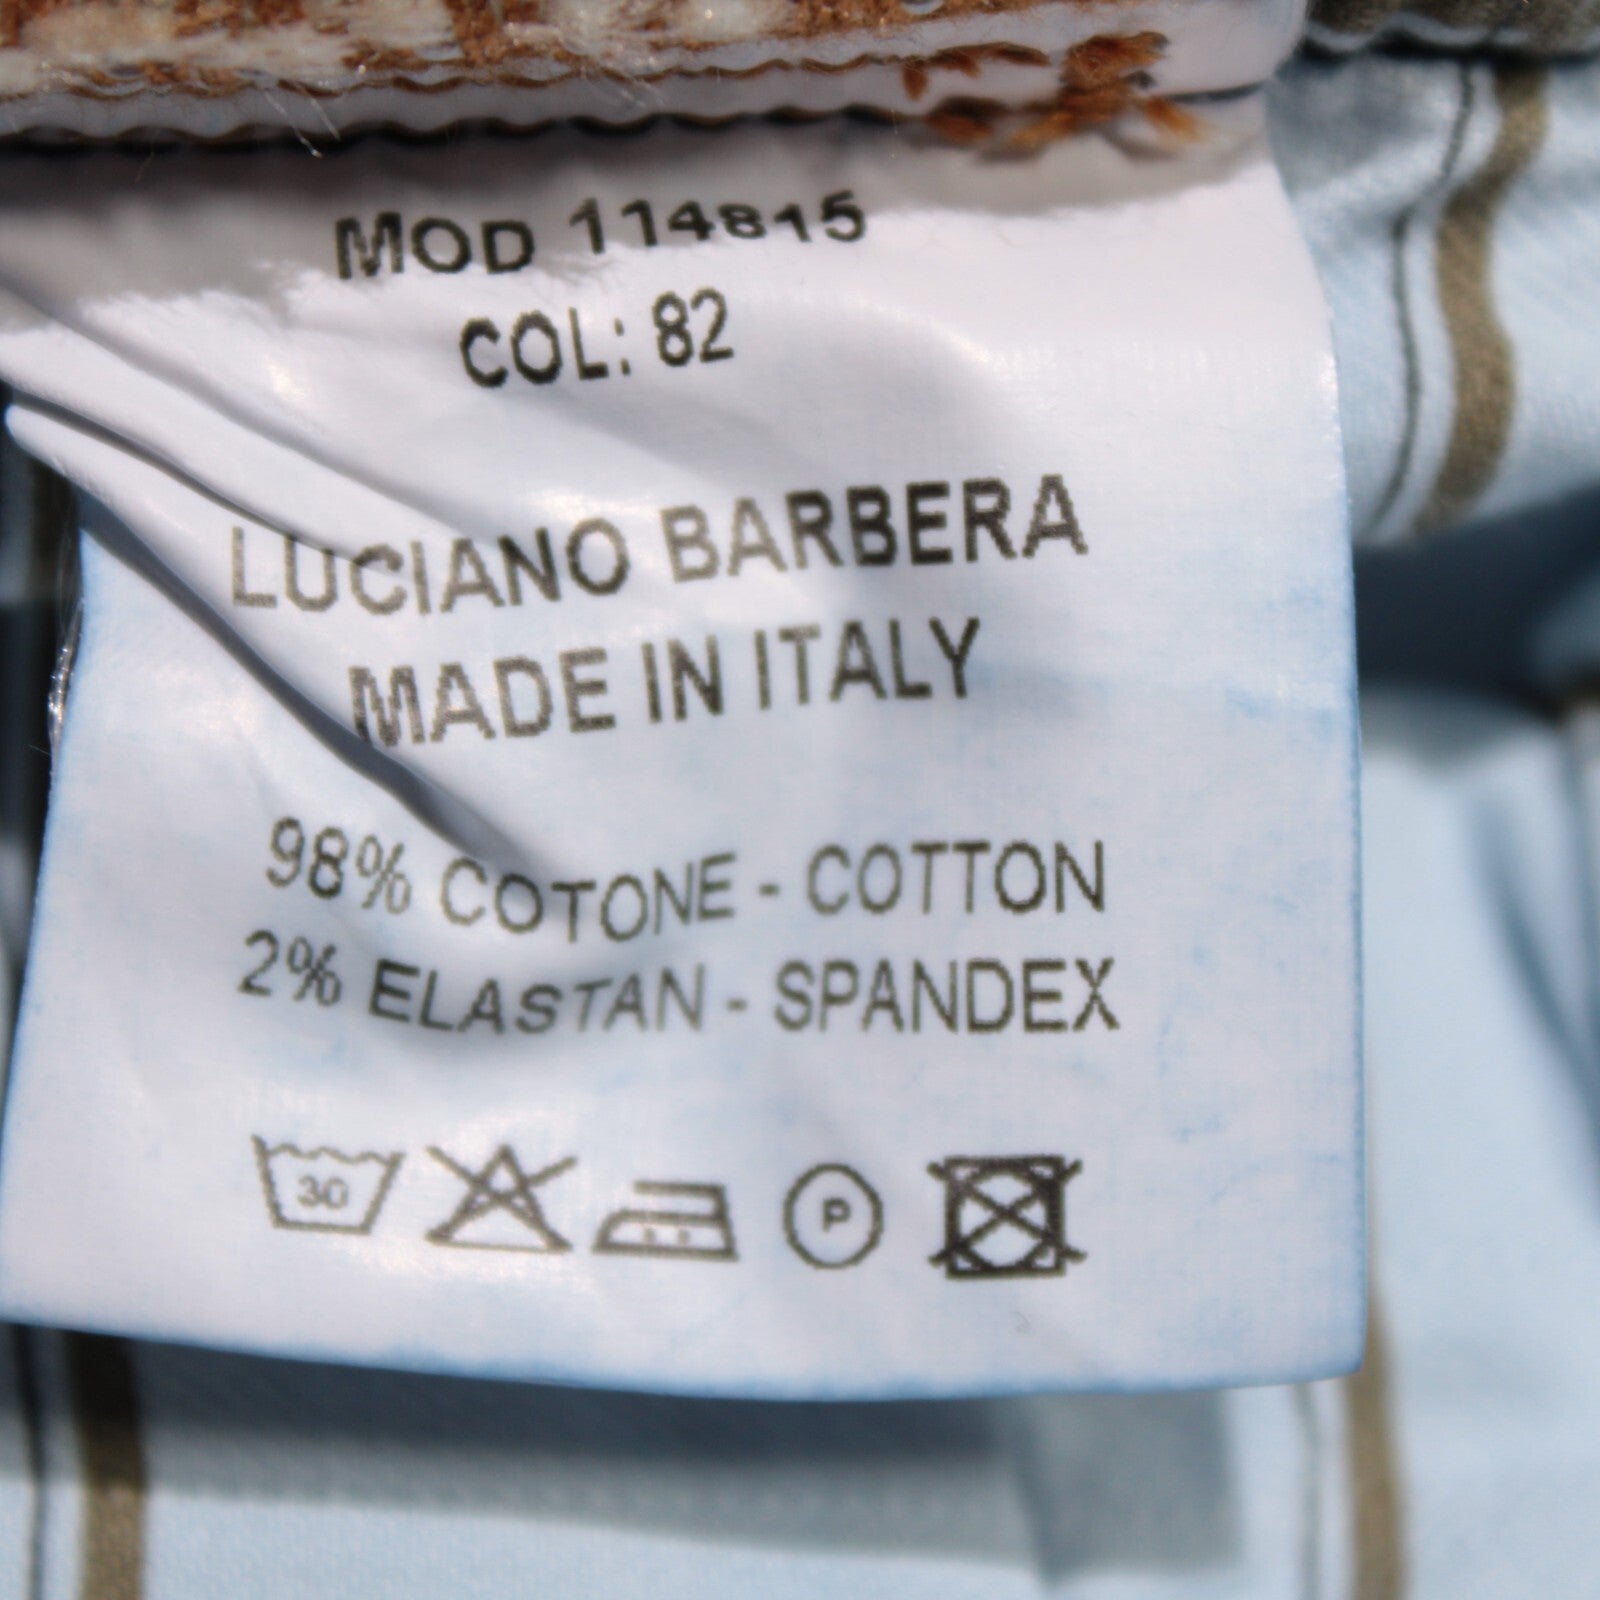 MOD 114815
COL: 82
LUCIANO BARBERA
MADE IN ITALY
98% COTONE - COTTON
2% ELASTAN - SPANDEX
30
P